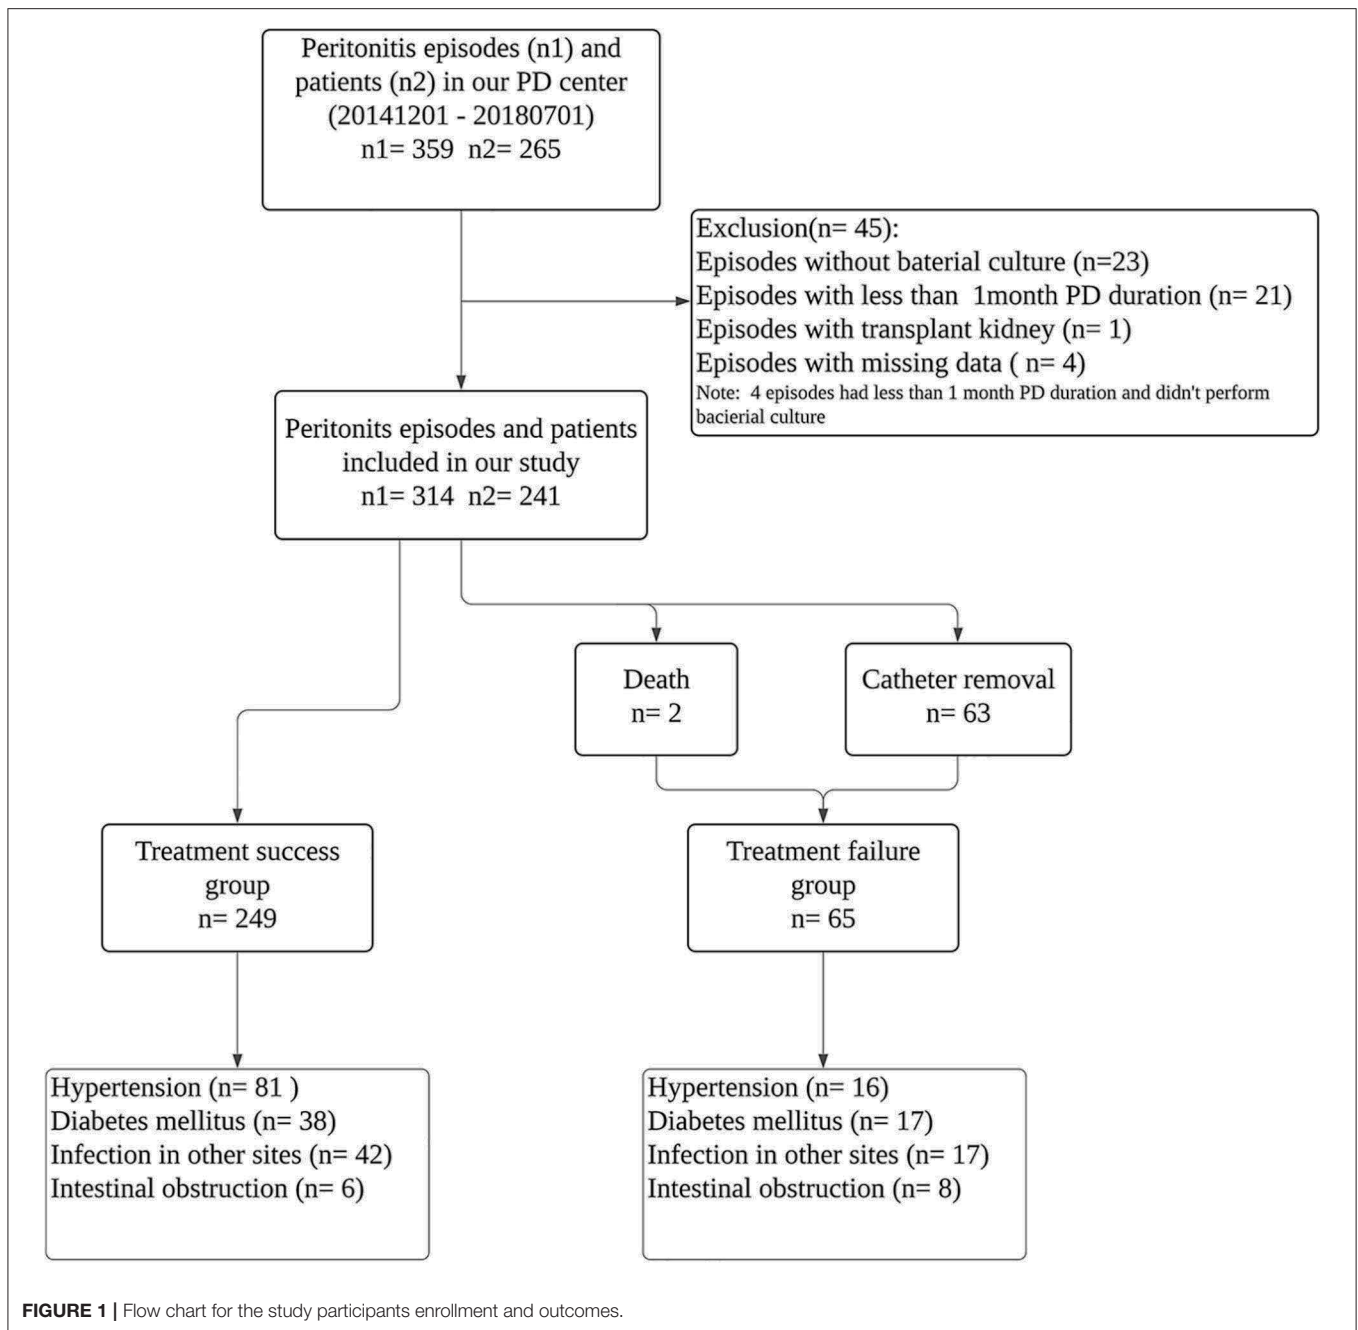 Peritonitis episodes (n1) and
patients (n2) in our PD center
(20141201 - 20180701)
n1= 359 n2= 265
Exclusion(n= 45):
Episodes without baterial culture (n=23)
Episodes with less than 1month PD duration (n= 21)
Episodes with transplant kidney (n= 1)
Episodes with missing data ( n= 4)
Note: 4 episodes had less than 1 month PD duration and didn't perform
bacierial culture
Peritonits episodes and patients
included in our study
n1= 314 n2= 241
Death
n= 2
Catheter removal
n= 63
Treatment success
group
n= 249
Treatment failure
group
n= 65
Hypertension (n= 81 )
Diabetes mellitus (n= 38)
Infection in other sites (n= 42)
Intestinal obstruction (n= 6)
Hypertension (n= 16)
Diabetes mellitus (n= 17)
Infection in other sites (n= 17)
Intestinal obstruction (n= 8)
FIGURE 1 | Flow chart for the study participants enrollment and outcomes.